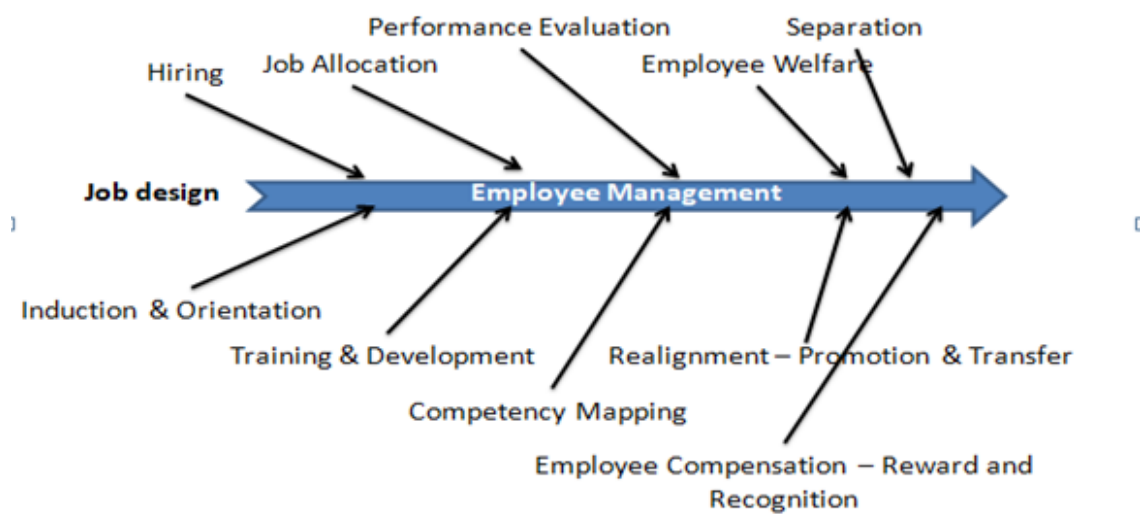 Performance Evaluation
Separation
Hiring
Job Allocation
Employee Welfare
Job design
Employee Management
Induction & Orientation
Training & Development
Realignment – Promotion & Transfer
Competency Mapping
Employee Compensation – Reward and
Recognition